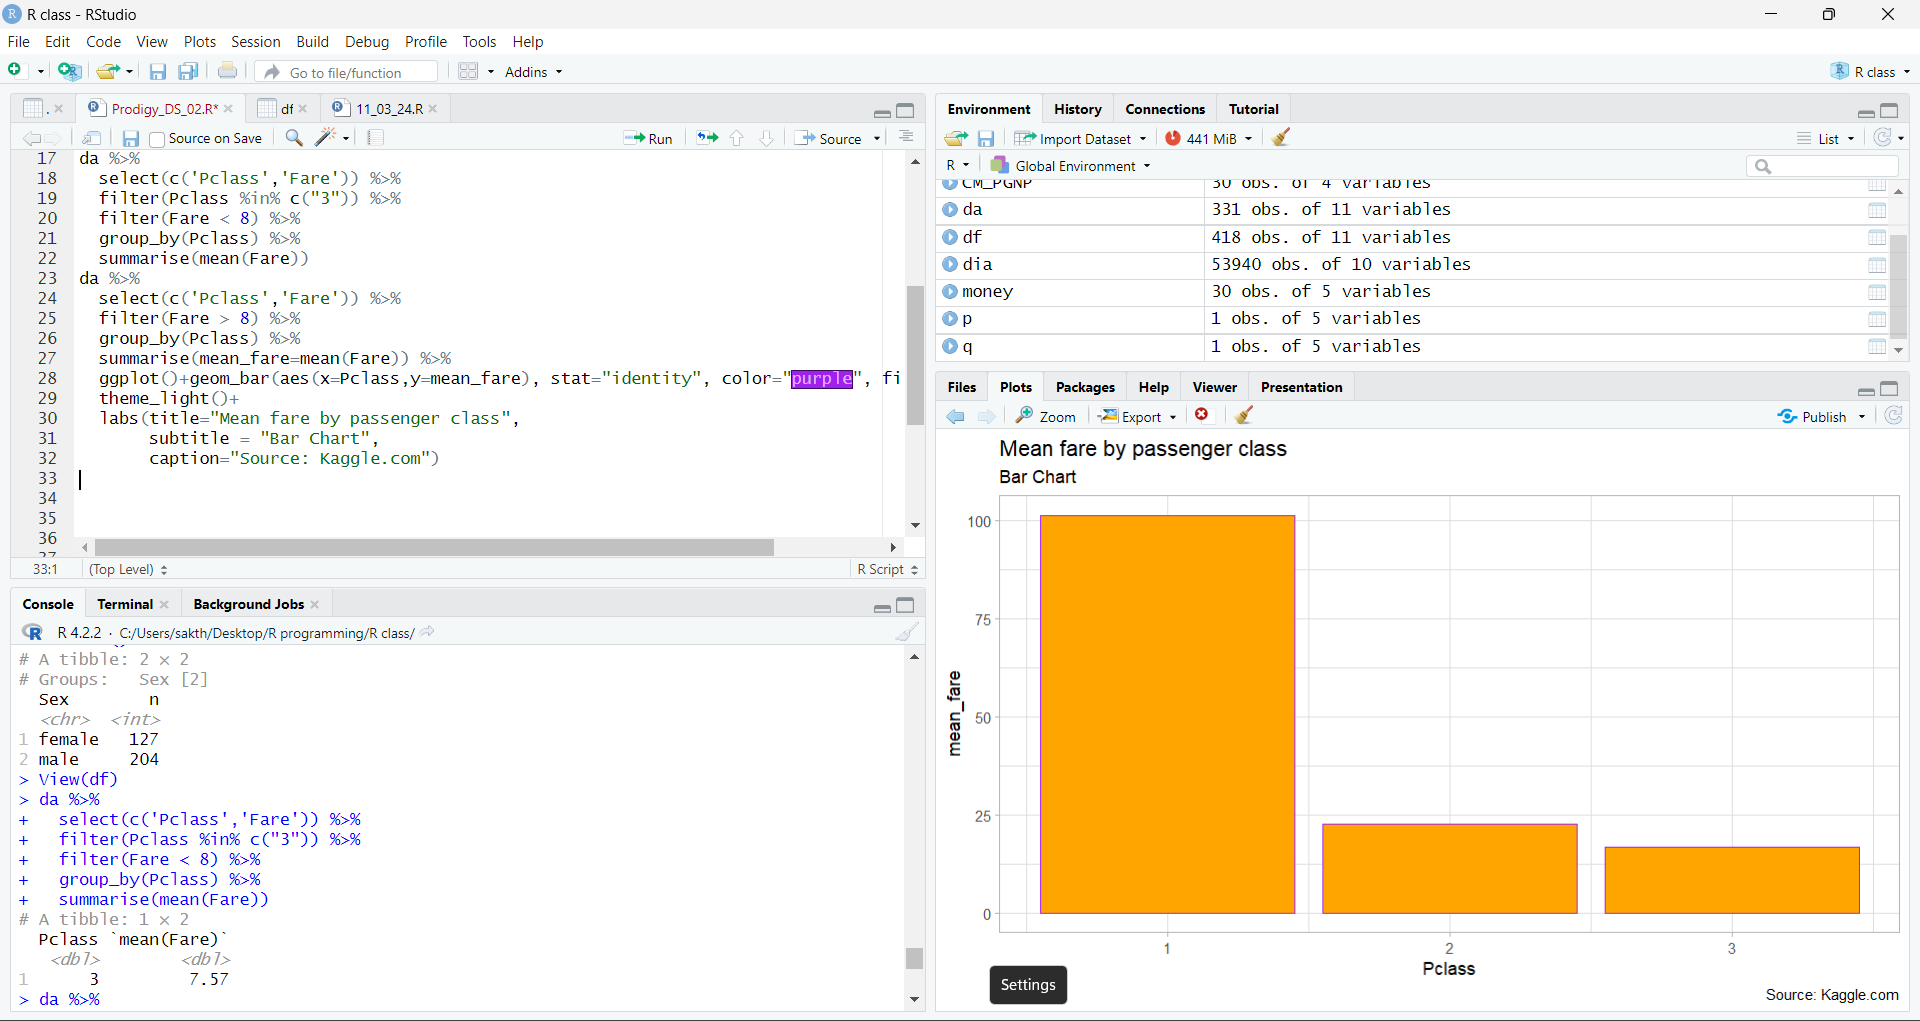 R class - RStudio
File Edit Code View Plots Session Build Debug Profile Tools Help
Go to file/function Addins R class
. Prodigy_DS_02.R* df 11_03_24.R
Source on Save Run Source
17 da %>%
18 select(c('Pclass','Fare')) %>%
19 filter(Pclass %in% c("3")) %>%
20 filter(Fare < 8) %>%
21 group_by(Pclass) %>%
22 summarise(mean(Fare))
23 da %>%
24 select(c('Pclass','Fare')) %>%
25 filter(Fare > 8) %>%
26 group_by(Pclass) %>%
27 summarise(mean_fare=mean(Fare)) %>%
28 ggplot()+geom_bar(aes(x=Pclass,y=mean_fare), stat="identity", color="purple", fi
29 theme_light()+
30 labs(title="Mean fare by passenger class",
31 subtitle = "Bar Chart",
32 caption="Source: Kaggle.com")
33
34
35
36
37
33:1 (Top Level) R Script
Console Terminal Background Jobs
R 4.2.2 · C:/Users/sakth/Desktop/R programming/R class/
# A tibble: 2 × 2
# Groups: Sex [2]
Sex n
<chr> <int>
1 female 127
2 male 204
> View(df)
> da %>%
+ select(c('Pclass','Fare')) %>%
+ filter(Pclass %in% c("3")) %>%
+ filter(Fare < 8) %>%
+ group_by(Pclass) %>%
+ summarise(mean(Fare))
# A tibble: 1 × 2
Pclass `mean(Fare)`
<dbl> <dbl>
1 3 7.57
> da %>%
Environment History Connections Tutorial
Import Dataset 441 MiB List
R Global Environment
CM_PGNP 30 obs. of 4 variables
da 331 obs. of 11 variables
df 418 obs. of 11 variables
dia 53940 obs. of 10 variables
money 30 obs. of 5 variables
p 1 obs. of 5 variables
q 1 obs. of 5 variables
Files Plots Packages Help Viewer Presentation
Zoom Export Publish
Mean fare by passenger class
Bar Chart
100
75
50
25
0
mean_fare
1 2 3
Pclass
Settings
Source: Kaggle.com